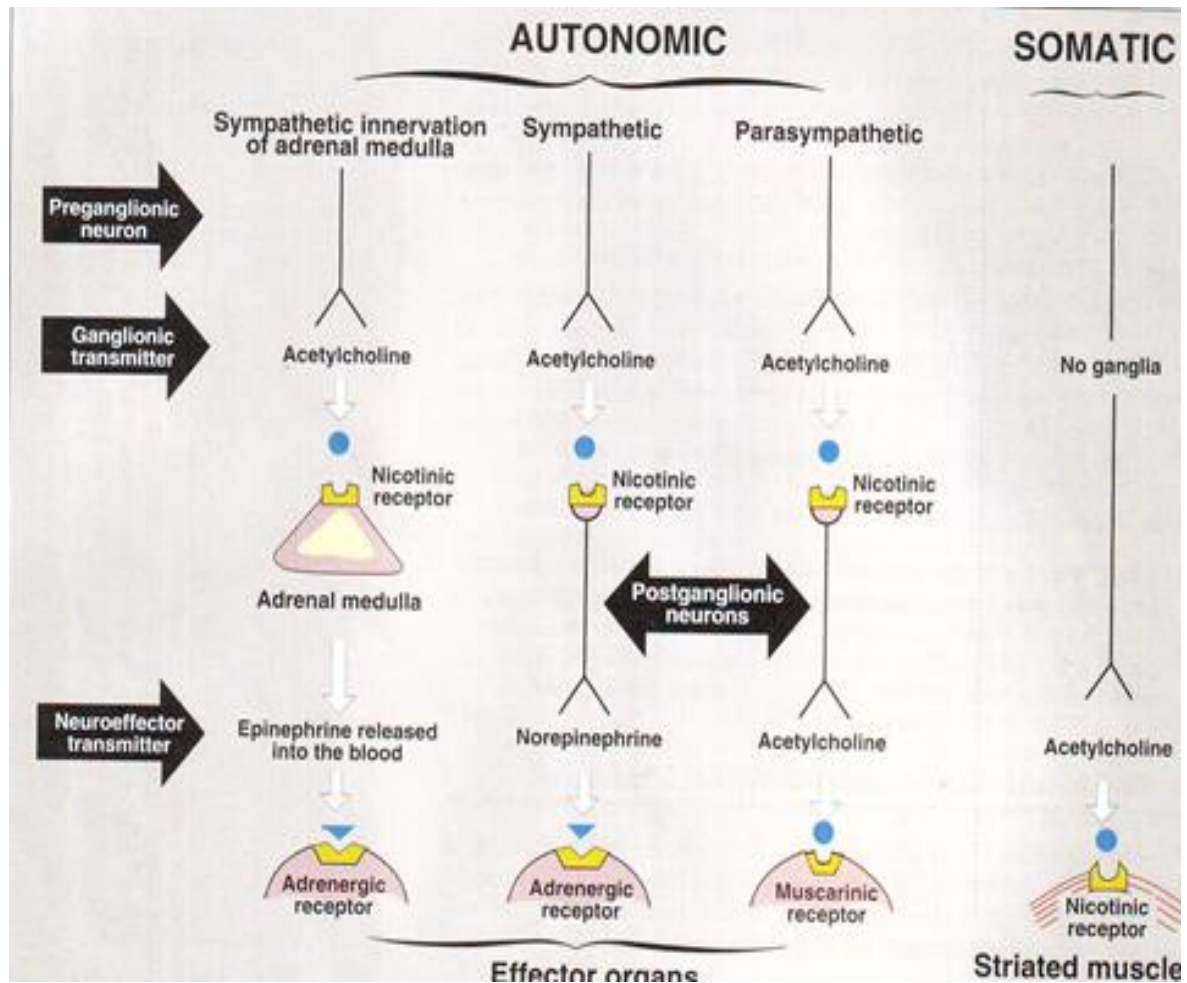 AUTONOMIC
SOMATIC
Sympathetic innervation
of adrenal medulla
Sympathetic
Parasympathetic
Preganglionic
neuron
Ganglionic
transmitter
Acetylcholine
Acetylcholine
Acetylcholine
No ganglia
Nicotinic
receptor
Nicotinic
receptor
Nicotinic
receptor
Adrenal medulla
Postganglionic
neurons
Neuroeffector
transmitter
Epinephrine released
into the blood
Norepinephrine
Acetylcholine
Acetylcholine
Adrenergic
receptor
Adrenergic
receptor
Muscarinic
receptor
Nicotinic
receptor
Effector organs
Striated muscle